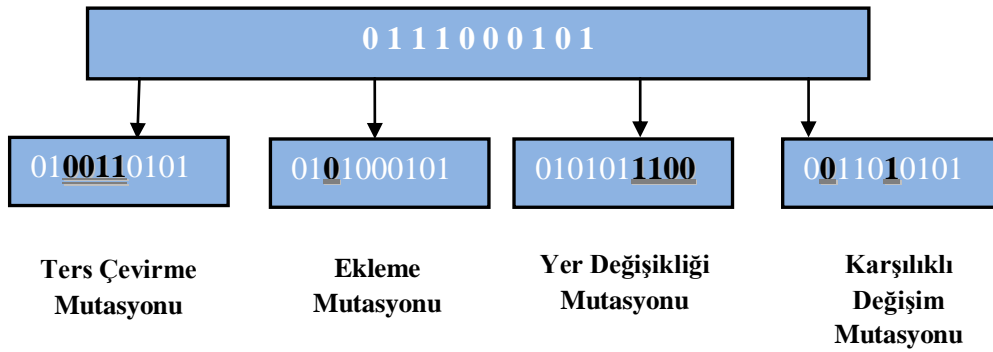 0 1 1 1 0 0 0 1 0 1
0100110101
0101000101
0101011100
0011010101
Ters Çevirme
Mutasyonu
Ekleme
Mutasyonu
Yer Değişikliği
Mutasyonu
Karşılıklı
Değişim
Mutasyonu